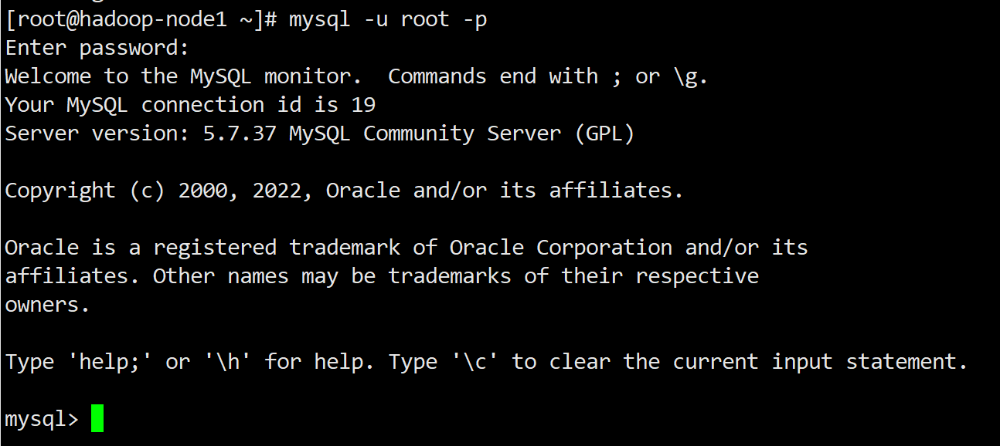 [root@hadoop-node1 ~]# mysql -u root -p
Enter password:
Welcome to the MySQL monitor.  Commands end with ; or \g.
Your MySQL connection id is 19
Server version: 5.7.37 MySQL Community Server (GPL)

Copyright (c) 2000, 2022, Oracle and/or its affiliates.

Oracle is a registered trademark of Oracle Corporation and/or its
affiliates. Other names may be trademarks of their respective
owners.

Type 'help;' or '\h' for help. Type '\c' to clear the current input statement.

mysql>